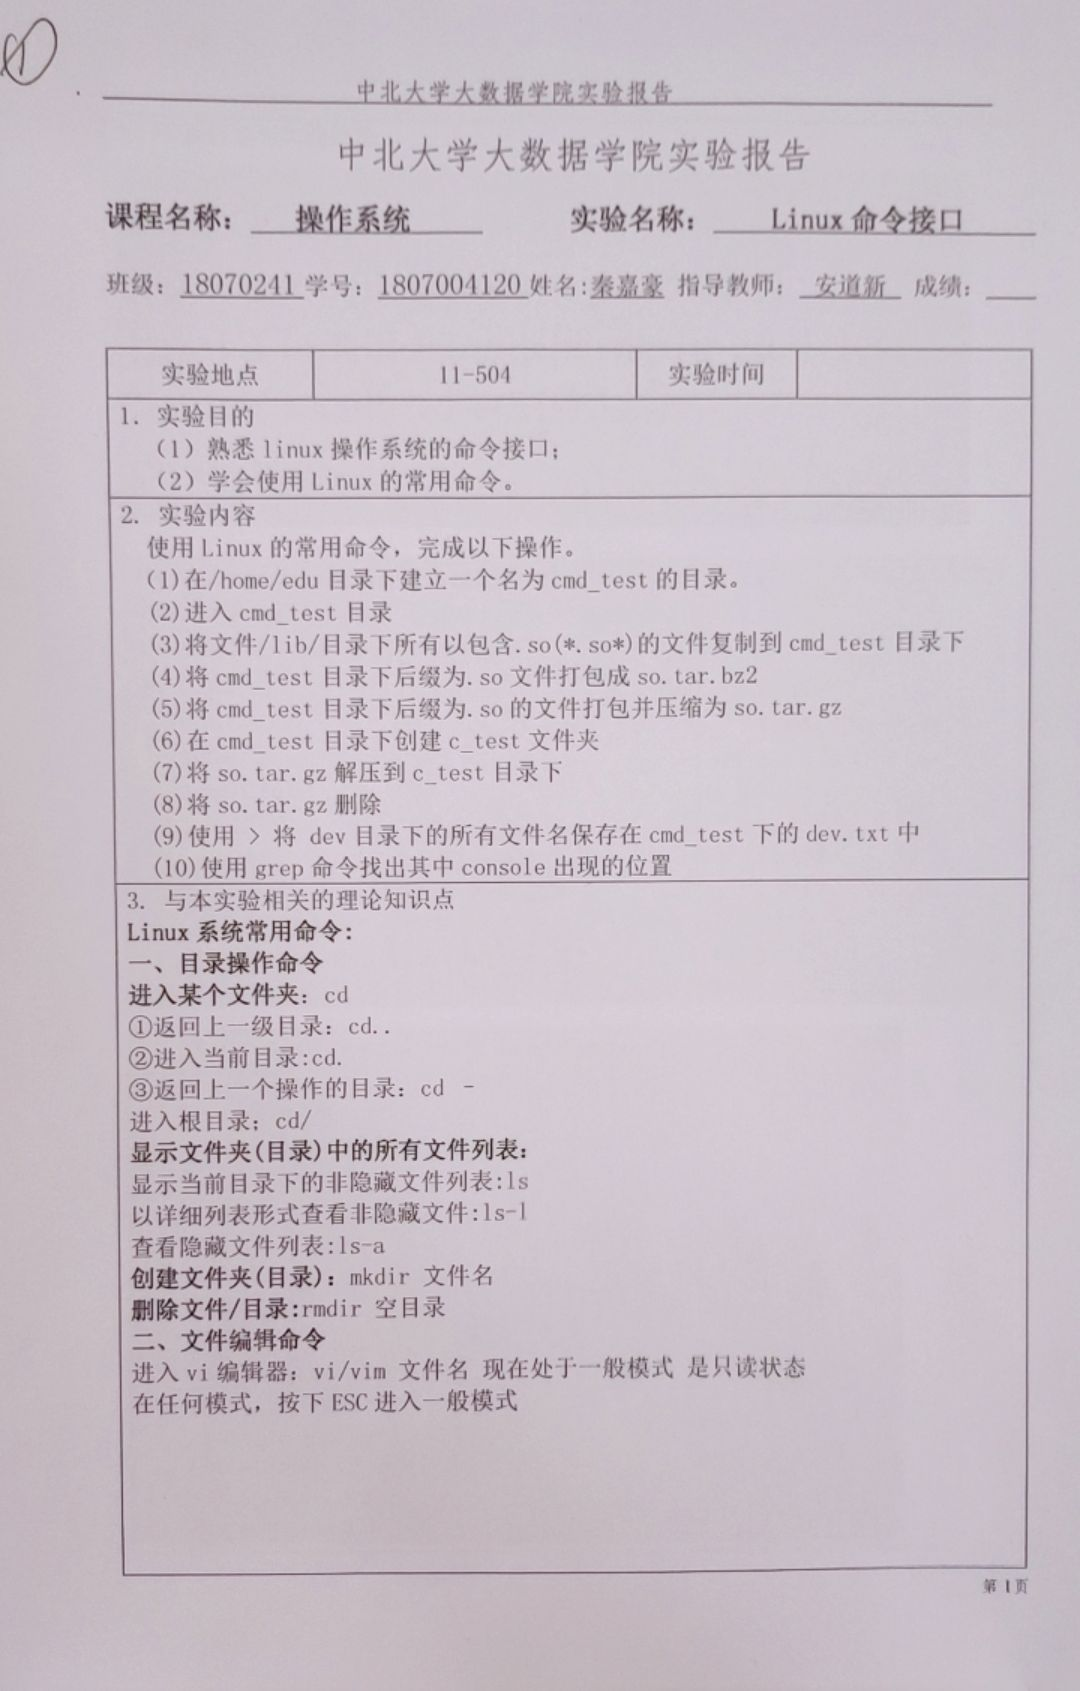 中北大学大数据学院实验报告
中北大学大数据学院实验报告
课程名称： 操作系统 实验名称： Linux 命令接口
班级：18070241 学号：1807004120 姓名:秦嘉豪 指导教师： 安道新 成绩：
实验地点 11-504 实验时间
1. 实验目的
（1）熟悉 linux 操作系统的命令接口；
（2）学会使用 Linux 的常用命令。
2. 实验内容
使用 Linux 的常用命令，完成以下操作。
(1)在/home/edu 目录下建立一个名为 cmd_test 的目录。
(2)进入 cmd_test 目录
(3)将文件/lib/目录下所有以包含.so(*.so*)的文件复制到 cmd_test 目录下
(4)将 cmd_test 目录下后缀为.so 文件打包成 so.tar.bz2
(5)将 cmd_test 目录下后缀为.so 的文件打包并压缩为 so.tar.gz
(6)在 cmd_test 目录下创建 c_test 文件夹
(7)将 so.tar.gz 解压到 c_test 目录下
(8)将 so.tar.gz 删除
(9)使用 > 将 dev 目录下的所有文件名保存在 cmd_test 下的 dev.txt 中
(10)使用 grep 命令找出其中 console 出现的位置
3. 与本实验相关的理论知识点
Linux 系统常用命令:
一、目录操作命令
进入某个文件夹：cd
①返回上一级目录：cd..
②进入当前目录:cd.
③返回上一个操作的目录：cd -
进入根目录；cd/
显示文件夹(目录)中的所有文件列表:
显示当前目录下的非隐藏文件列表:ls
以详细列表形式查看非隐藏文件:ls-l
查看隐藏文件列表:ls-a
创建文件夹(目录)：mkdir 文件名
删除文件/目录:rmdir 空目录
二、文件编辑命令
进入 vi 编辑器：vi/vim 文件名 现在处于一般模式 是只读状态
在任何模式，按下 ESC 进入一般模式
第 1 页